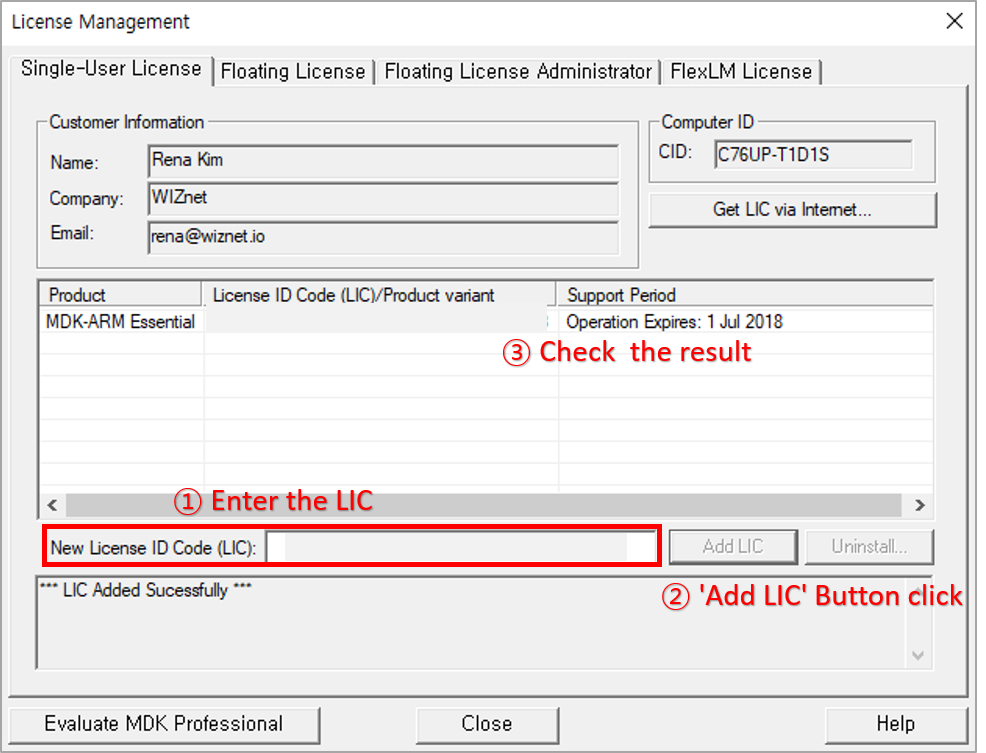 License Management
Single-User License
Floating License
Floating License Administrator
FlexLM License
Customer Information
Name:
Rena Kim
Company:
WIZnet
Email:
rena@wiznet.io
Computer ID
CID:
C76UP-T1D1S
Get LIC via Internet...
Product
License ID Code (LIC)/Product variant
Support Period
MDK-ARM Essential
Operation Expires: 1 Jul 2018
③ Check the result
① Enter the LIC
New License ID Code (LIC):
Add LIC
Uninstall...
*** LIC Added Sucessfully ***
② 'Add LIC' Button click
Evaluate MDK Professional
Close
Help